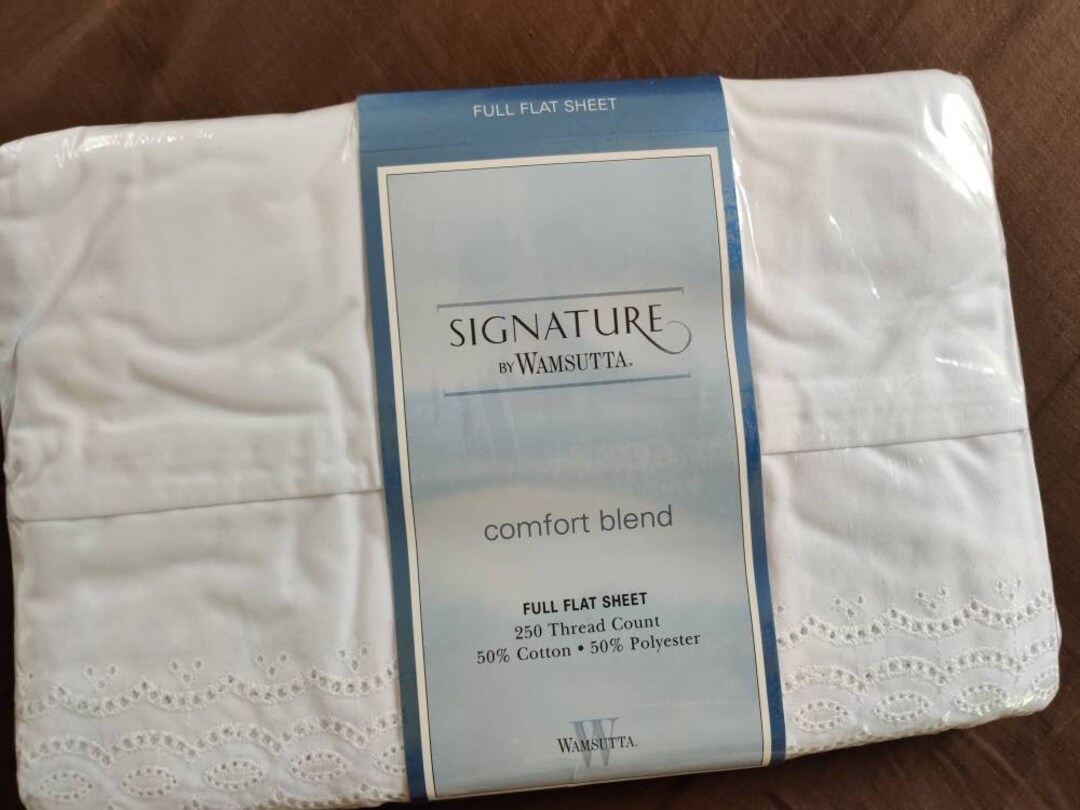 FULL FLAT SHEET
SIGNATURE
BY WAMSUTTA®
comfort blend
FULL FLAT SHEET
250 Thread Count
50% Cotton • 50% Polyester
W
WAMSUTTA®